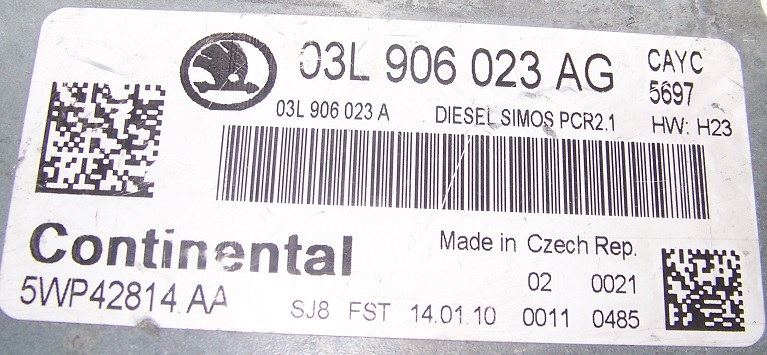 03L 906 023 AG CAYC
5697
03L 906 023 A DIESEL SIMOS PCR2.1 HW: H23
Continental Made in Czech Rep.
5WP42814 AA 02 0021
SJ8 FST 14.01.10 0011 0485